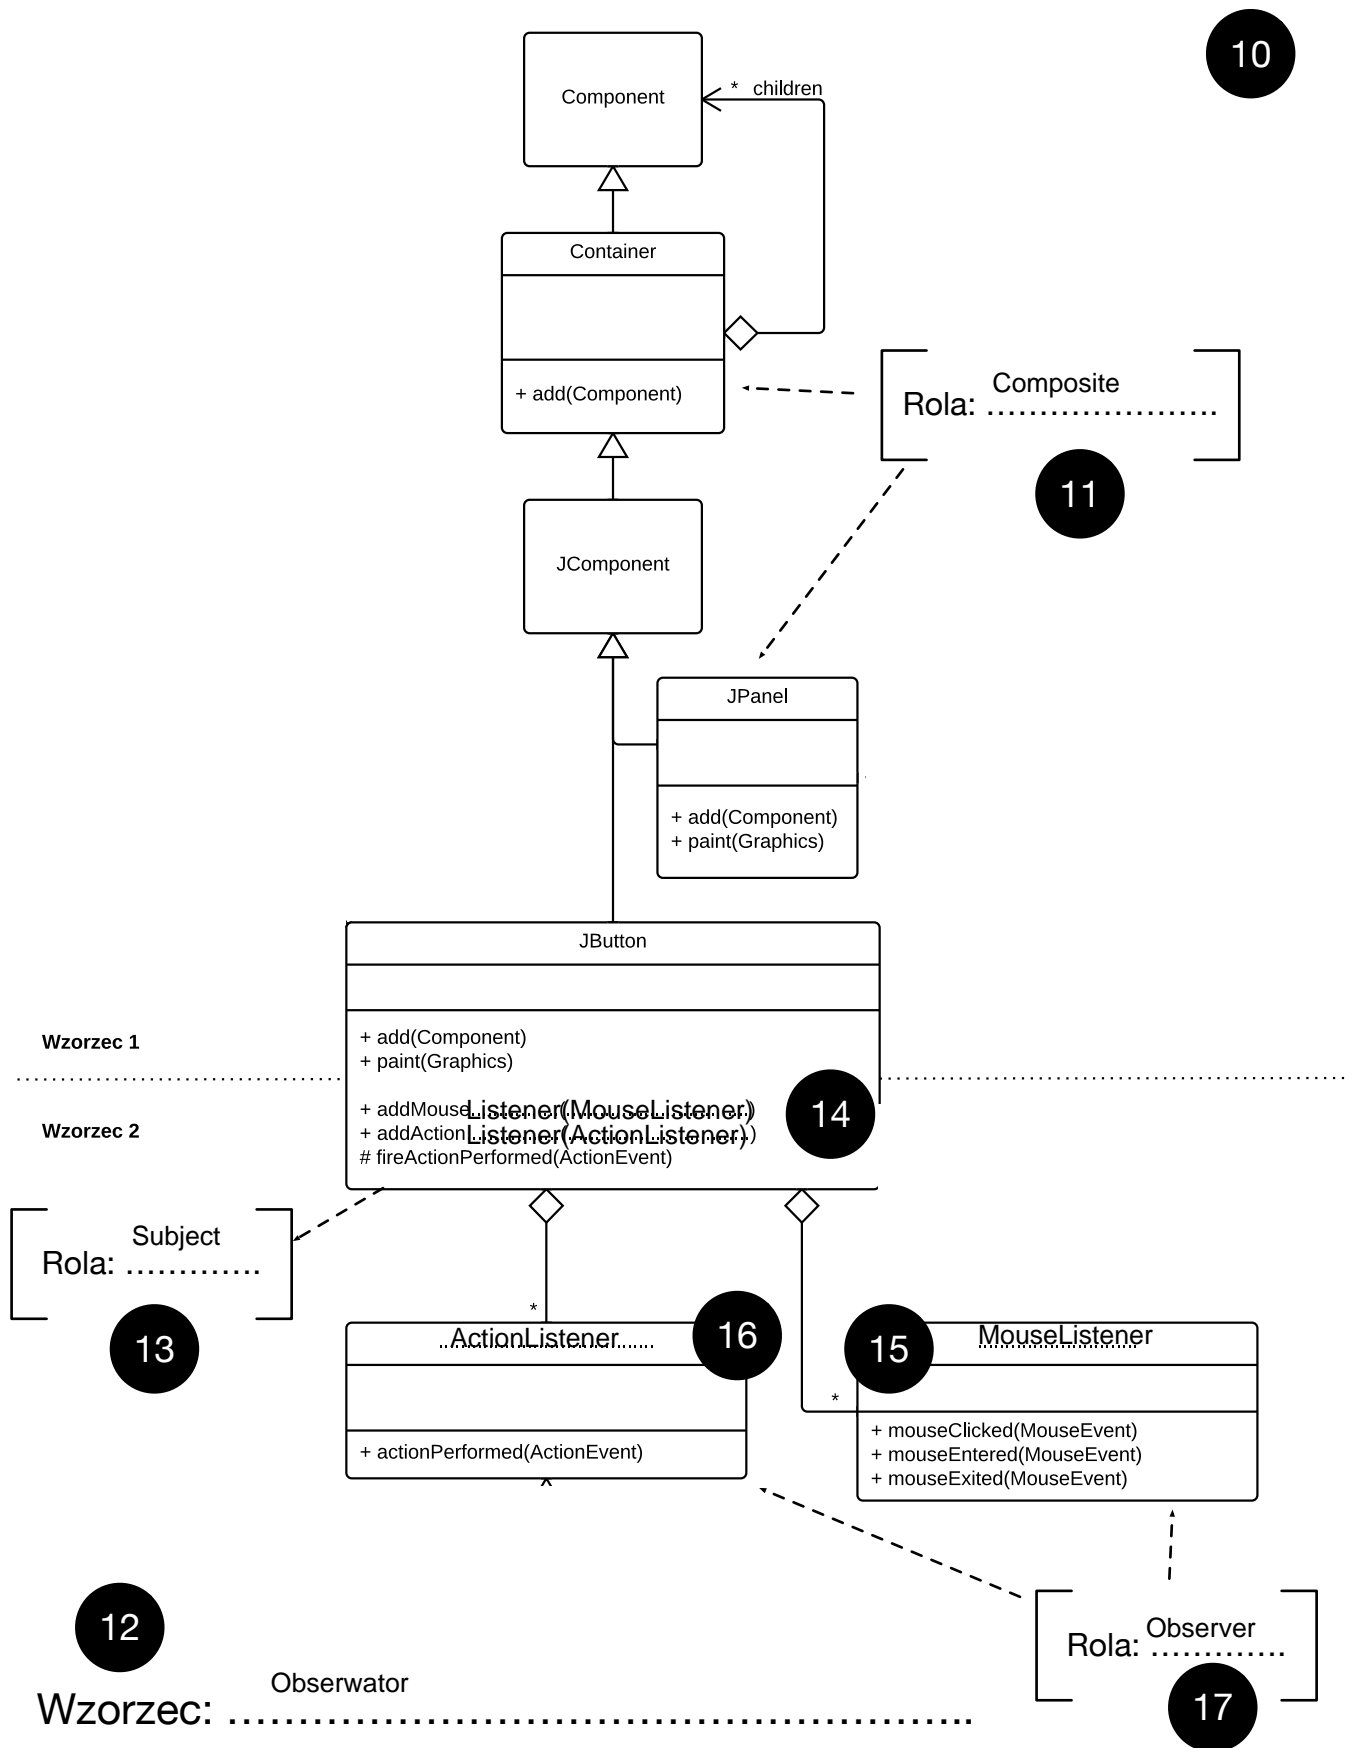 10
Component
* children
Container
+ add(Component)
Composite
Rola: ......................
11
JComponent
JPanel
+ add(Component)
+ paint(Graphics)
JButton
+ add(Component)
+ paint(Graphics)
Wzorzec 1
Wzorzec 2
+ addMouseListener(MouseListener)
+ addActionListener(ActionListener)
# fireActionPerformed(ActionEvent)
14
Subject
Rola: .............
13
*
ActionListener
16
+ actionPerformed(ActionEvent)
15
MouseListener
*
+ mouseClicked(MouseEvent)
+ mouseEntered(MouseEvent)
+ mouseExited(MouseEvent)
12
Observer
Rola: .............
17
Obserwator
Wzorzec: ......................................................